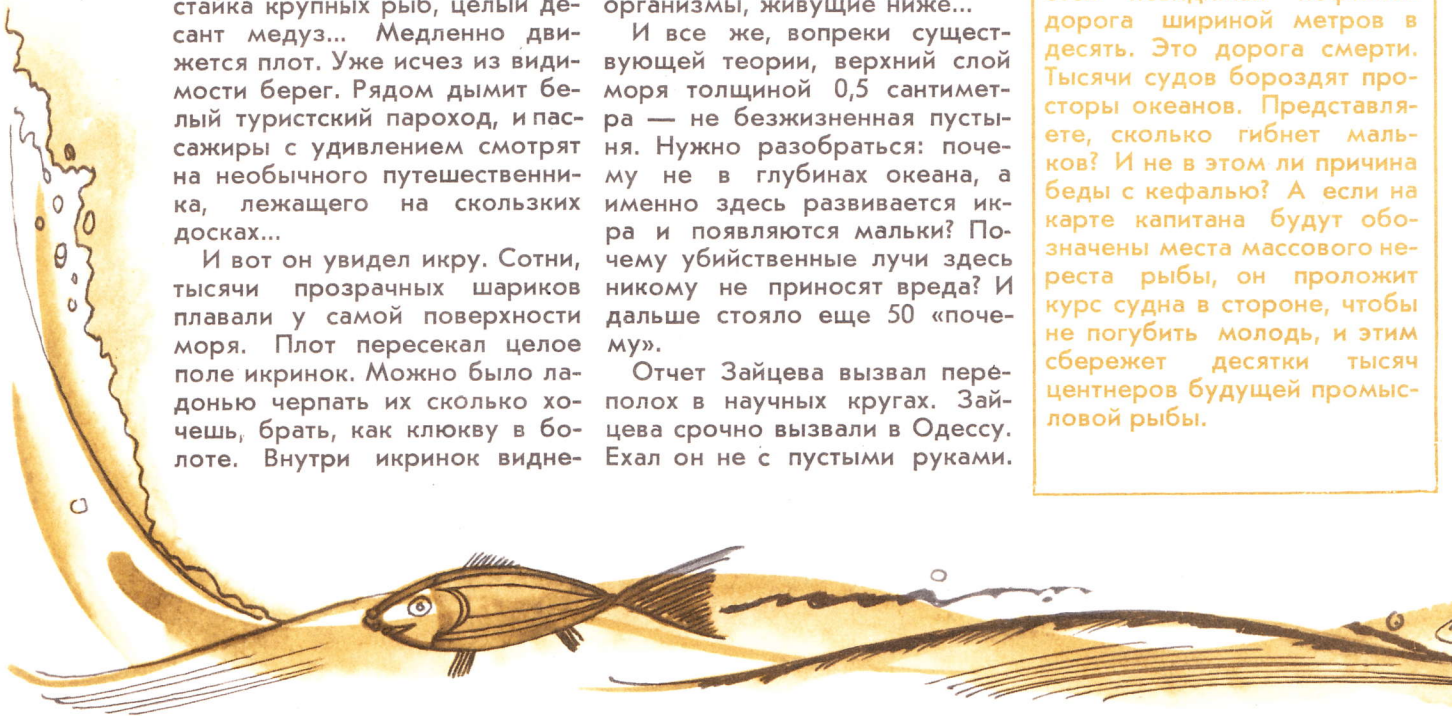 стайка крупных рыб, целый де-
сант медуз... Медленно дви-
жется плот. Уже исчез из види-
мости берег. Рядом дымит бе-
лый туристский пароход, и пас-
сажиры с удивлением смотрят
на необычного путешественни-
ка, лежащего на скользких
досках...
И вот он увидел икру. Сотни,
тысячи прозрачных шариков
плавали у самой поверхности
моря. Плот пересекал целое
поле икринок. Можно было ла-
донью черпать их сколько хо-
чешь, брать, как клюкву в бо-
лоте. Внутри икринок видне-
организмы, живущие ниже...
И все же, вопреки сущест-
вующей теории, верхний слой
моря толщиной 0,5 сантимет-
ра — не безжизненная пусты-
ня. Нужно разобраться: поче-
му не в глубинах океана, а
именно здесь развивается ик-
ра и появляются мальки? По-
чему убийственные лучи здесь
никому не приносят вреда? И
дальше стояло еще 50 «поче-
му».
Отчет Зайцева вызвал пере-
полох в научных кругах. Зай-
цева срочно вызвали в Одессу.
Ехал он не с пустыми руками.
дорога шириной метров в
десять. Это дорога смерти.
Тысячи судов бороздят про-
сторы океанов. Представля-
ете, сколько гибнет маль-
ков? И не в этом ли причина
беды с кефалью? А если на
карте капитана будут обо-
значены места массового не-
реста рыбы, он проложит
курс судна в стороне, чтобы
не погубить молодь, и этим
сбережет десятки тысяч
центнеров будущей промыс-
ловой рыбы.